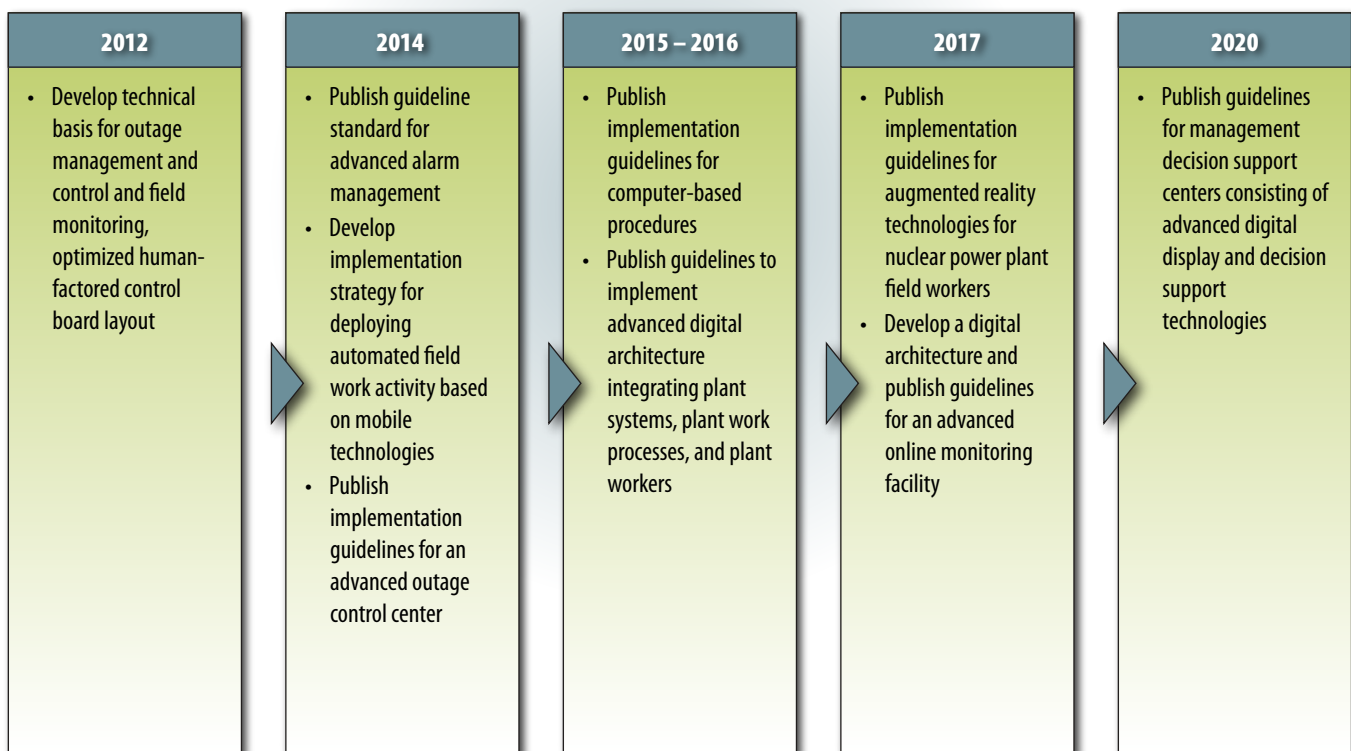 2012
• Develop technical
basis for outage
management and
control and field
monitoring,
optimized human-
factored control
board layout
2014
• Publish guideline
standard for
advanced alarm
management
• Develop
implementation
strategy for
deploying
automated field
work activity based
on mobile
technologies
• Publish
implementation
guidelines for an
advanced outage
control center
2015 – 2016
• Publish
implementation
guidelines for
computer-based
procedures
• Publish guidelines to
implement
advanced digital
architecture
integrating plant
systems, plant work
processes, and plant
workers
2017
• Publish
implementation
guidelines for
augmented reality
technologies for
nuclear power plant
field workers
• Develop a digital
architecture and
publish guidelines
for an advanced
online monitoring
facility
2020
• Publish guidelines
for management
decision support
centers consisting of
advanced digital
display and decision
support
technologies